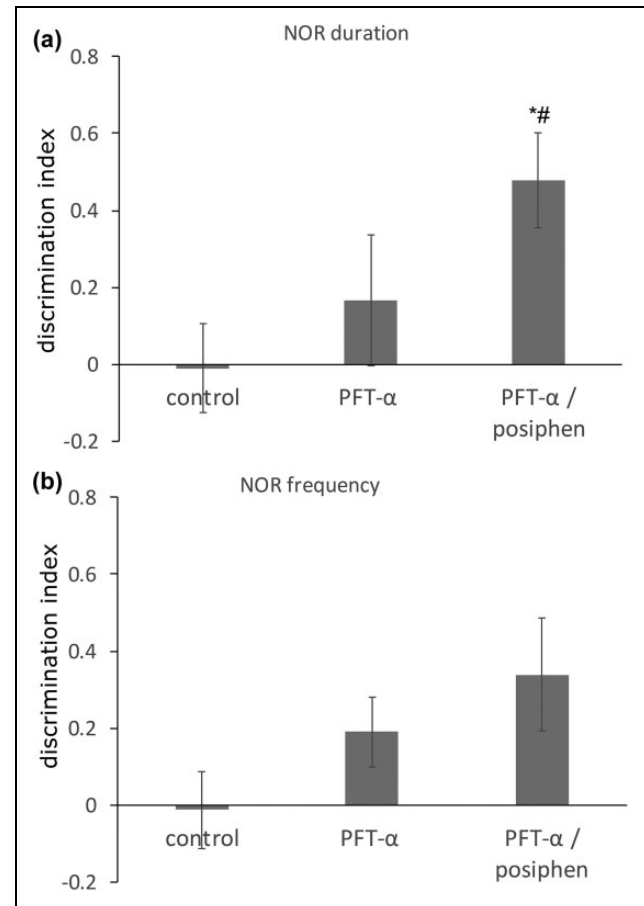 (a)
NOR duration
discrimination index
0.8
0.6
0.4
0.2
0
-0.2
*#
control
PFT-α
PFT-α /
posiphen
(b)
NOR frequency
discrimination index
0.8
0.6
0.4
0.2
0
-0.2
control
PFT-α
PFT-α /
posiphen